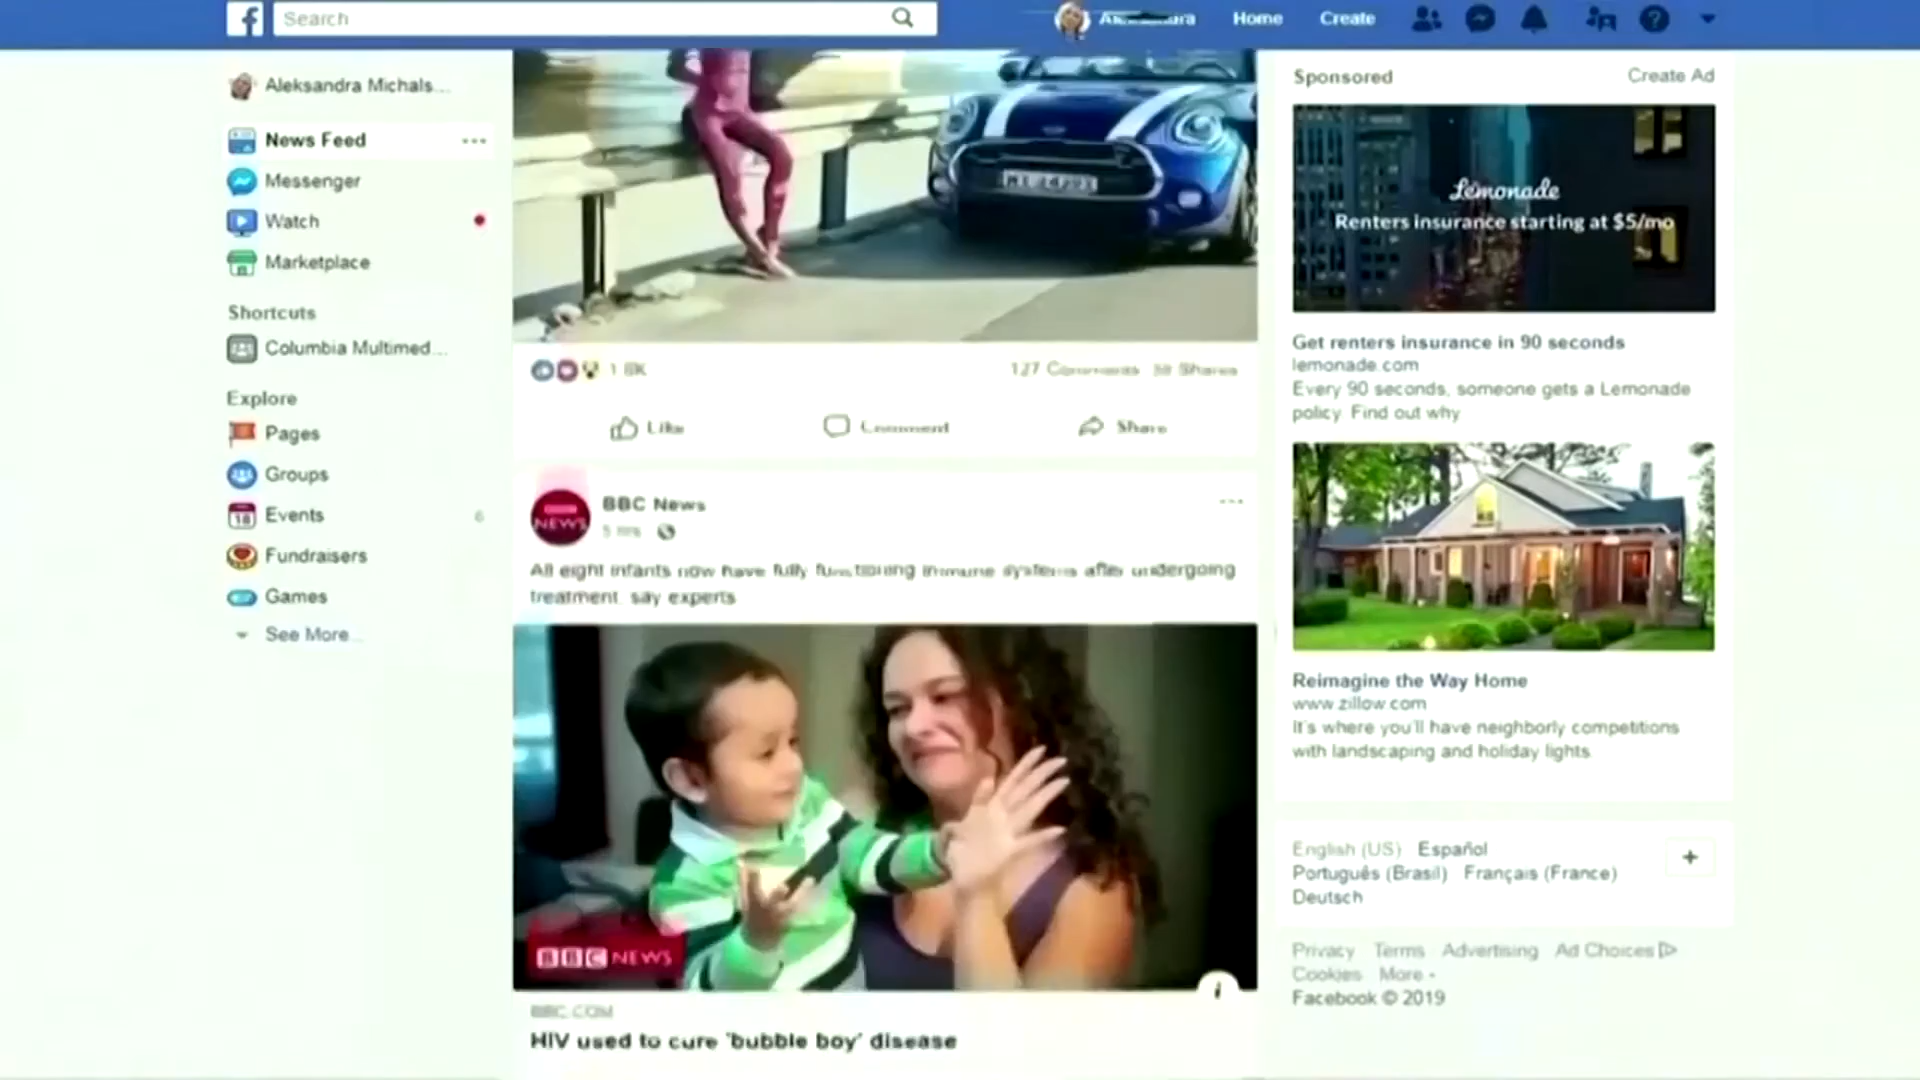 Search
Home
Create
Aleksandra Michals...
News Feed
Messenger
Watch
Marketplace
Shortcuts
Columbia Multimed...
Explore
Pages
Groups
Events
6
Fundraisers
Games
See More...
127 Comments
Shares
Like
Comment
Share
BBC News
NEWS
All eight infants now have fully functioning immune systems after undergoing
treatment, say experts
BBC NEWS
BBC.COM
HIV used to cure 'bubble boy' disease
Sponsored
Create Ad
Lemonade
Renters insurance starting at $5/mo
Get renters insurance in 90 seconds
lemonade.com
Every 90 seconds, someone gets a Lemonade
policy. Find out why
Reimagine the Way Home
www.zillow.com
It's where you'll have neighborly competitions
with landscaping and holiday lights
English (US) Español
Português (Brasil) Français (France)
Deutsch
Privacy Terms Advertising Ad Choices
Cookies More
Facebook © 2019